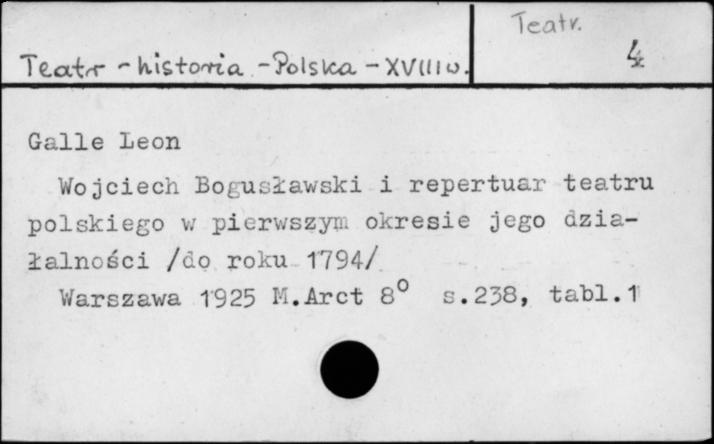 Teatr.
4
Teatr - historia - Polska - XVIII w.
Galle Leon
Wojciech Bogusławski i repertuar teatru
polskiego w pierwszym okresie jego dzia-
łalności /do roku 1794/
Warszawa 1925 M.Arct 8° s.238, tabl.1